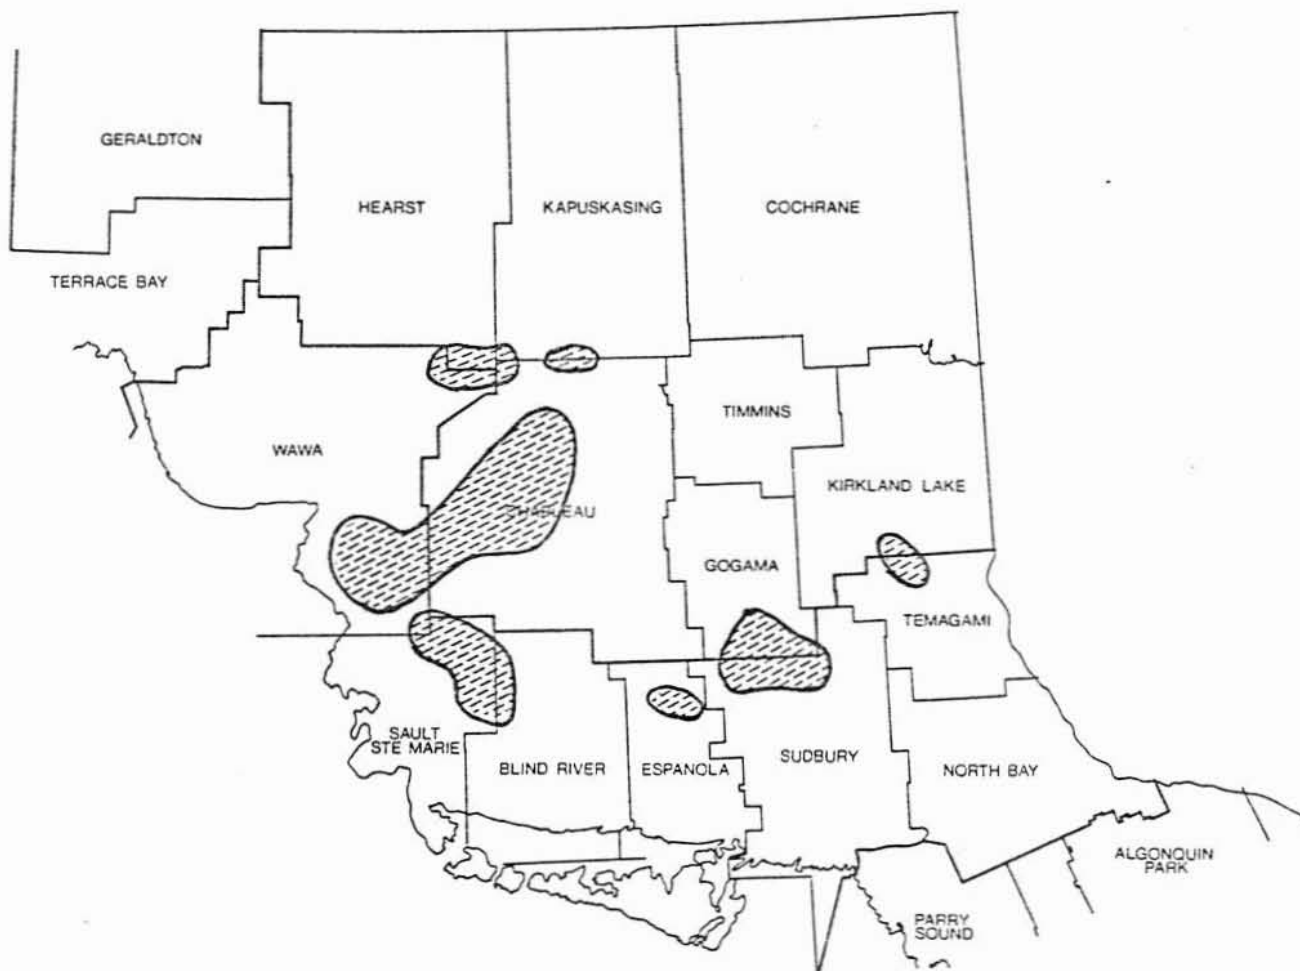 GERALDTON
HEARST
KAPUSKASING
COCHRANE
TERRACE BAY
TIMMINS
WAWA
KIRKLAND LAKE
CHAPLEAU
GOGAMA
TEMAGAMI
SAULT
STE MARIE
BLIND RIVER
ESPANOLA
SUDBURY
NORTH BAY
ALGONQUIN
PARK
PARRY
SOUND